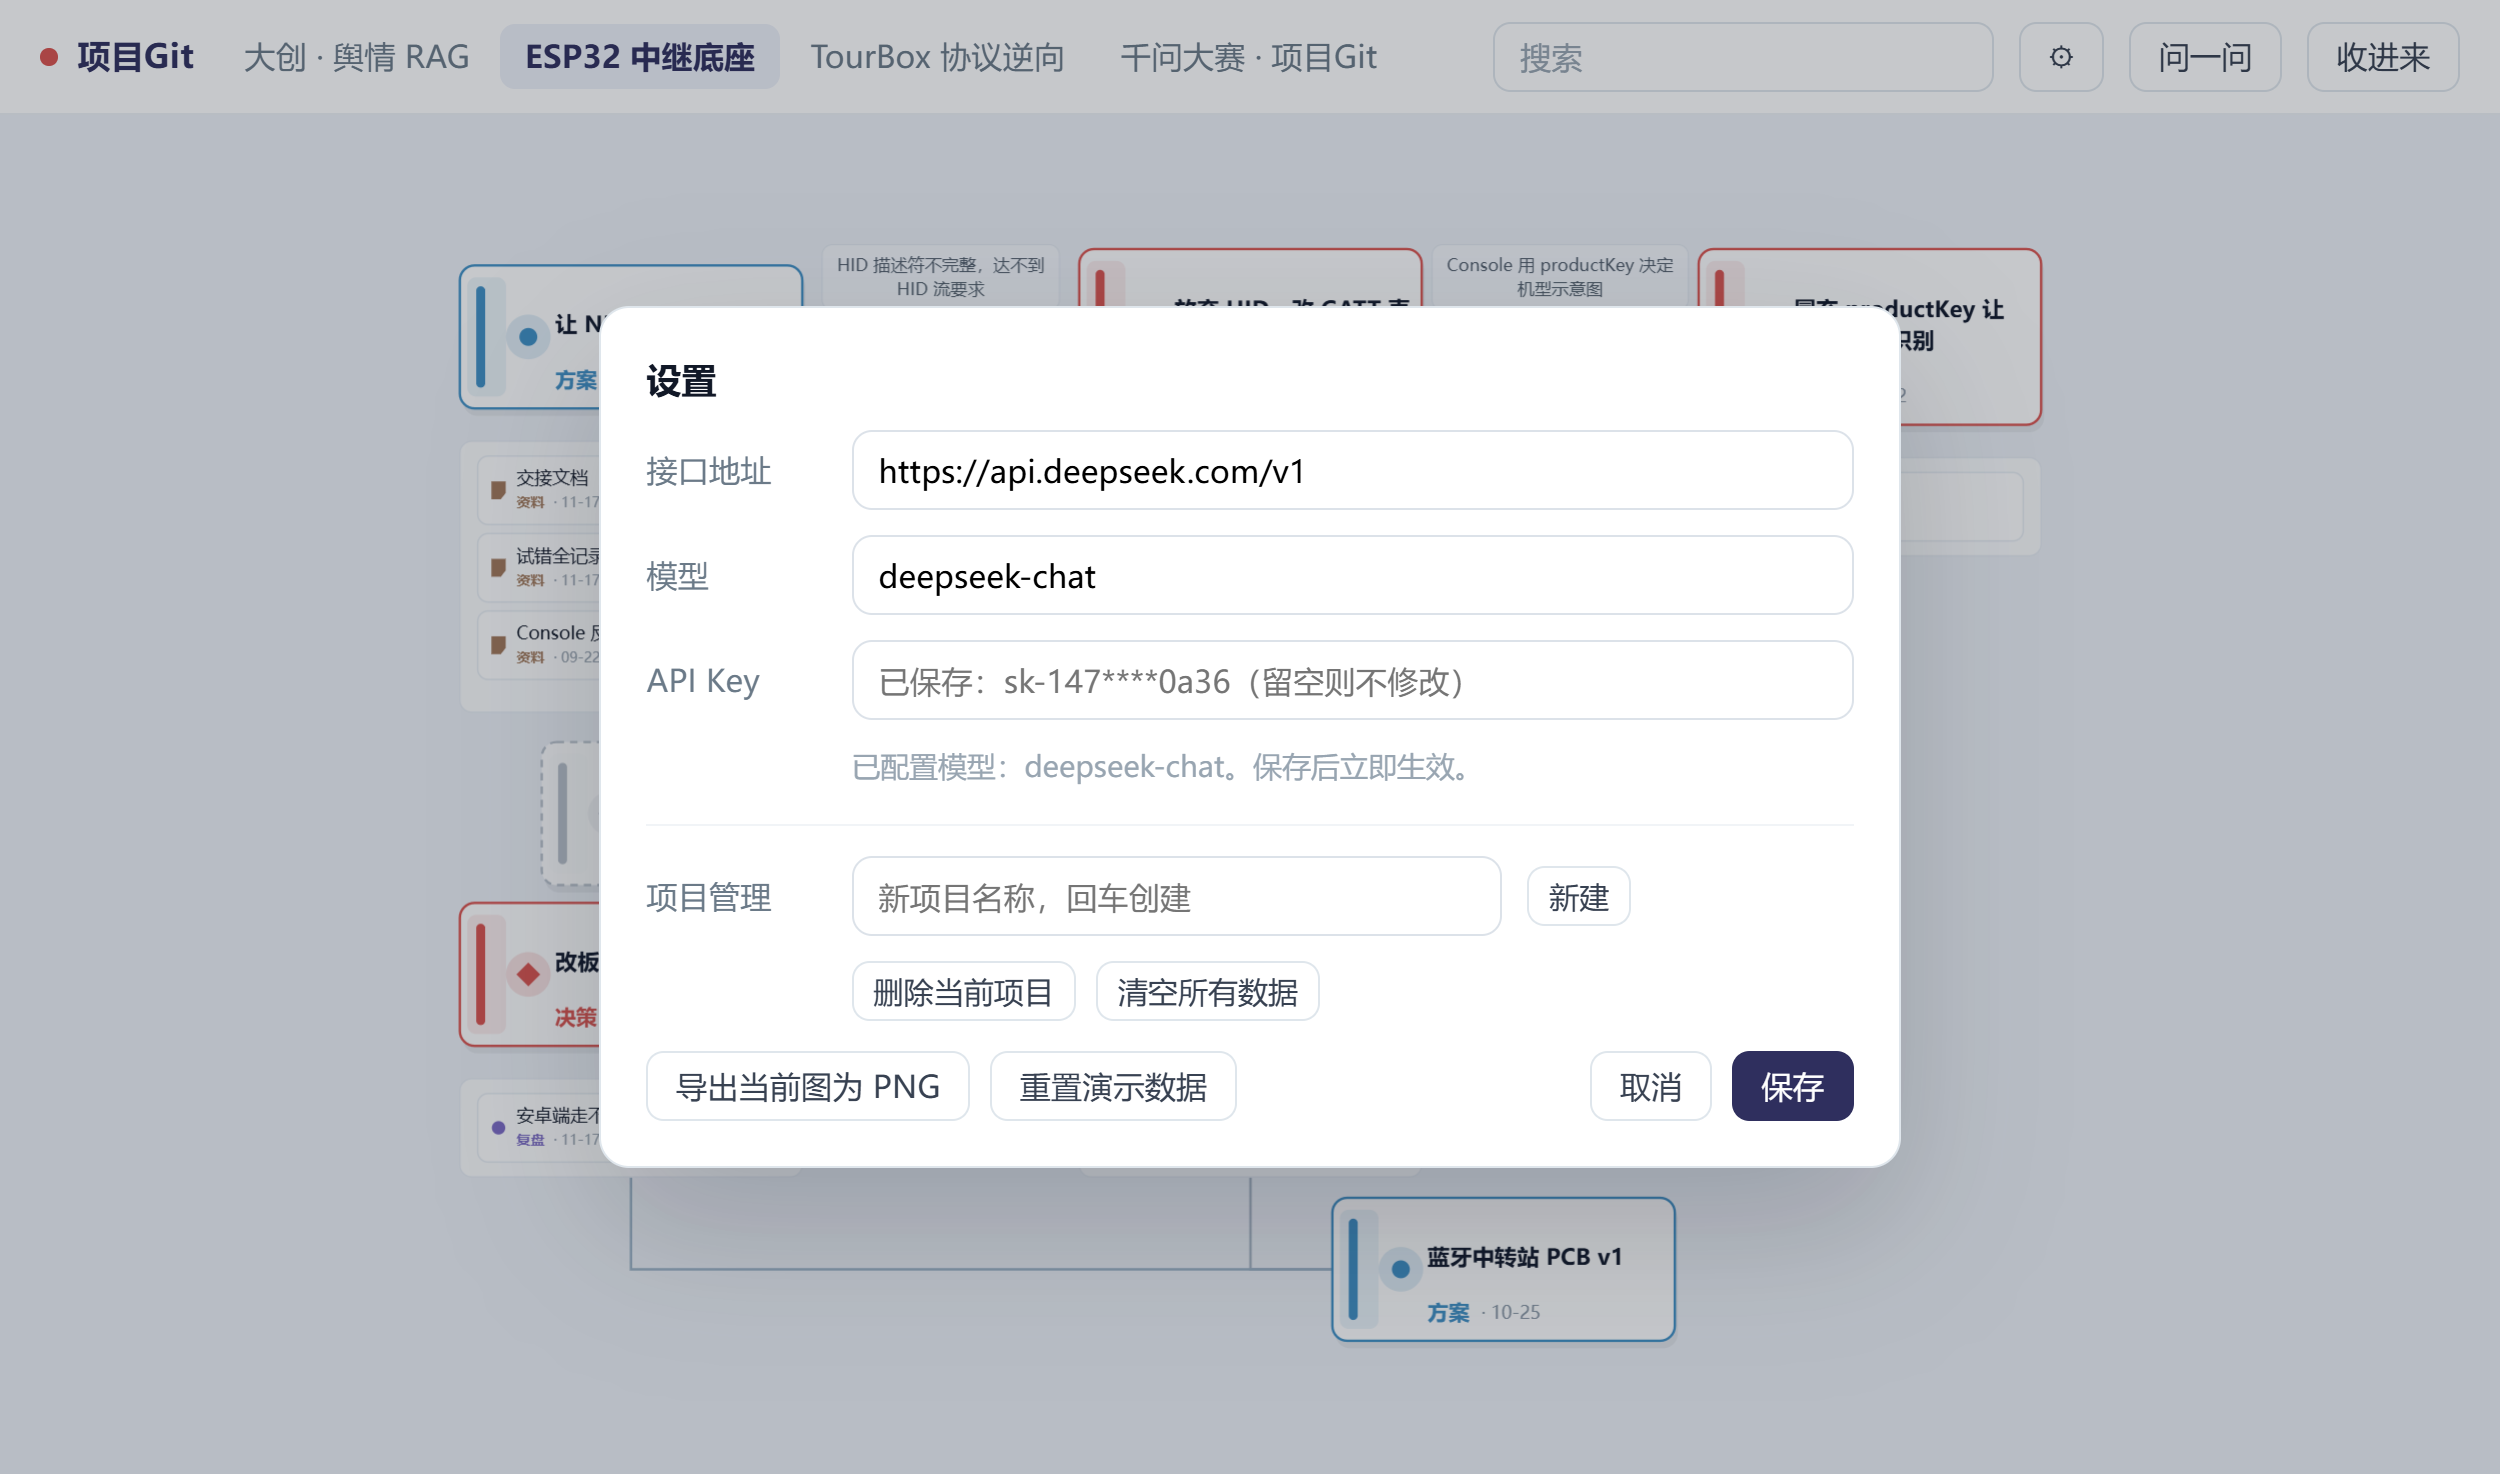 项目Git
大创 · 舆情 RAG
ESP32 中继底座
TourBox 协议逆向
千问大赛 · 项目Git
搜索
问一问
收进来
HID 描述符不完整，达不到
HID 流要求
Console 用 productKey 决定
机型示意图
让 N
方案
productKey 让
识别
交接文档
资料 · 11-17
试错全记录
资料 · 11-17
Console 反
资料 · 09-22
改板
决策
安卓端走不
复盘 · 11-17
蓝牙中转站 PCB v1
方案 · 10-25
设置
接口地址
https://api.deepseek.com/v1
模型
deepseek-chat
API Key
已保存：sk-147****0a36（留空则不修改）
已配置模型：deepseek-chat。保存后立即生效。
项目管理
新项目名称，回车创建
新建
删除当前项目
清空所有数据
导出当前图为 PNG
重置演示数据
取消
保存